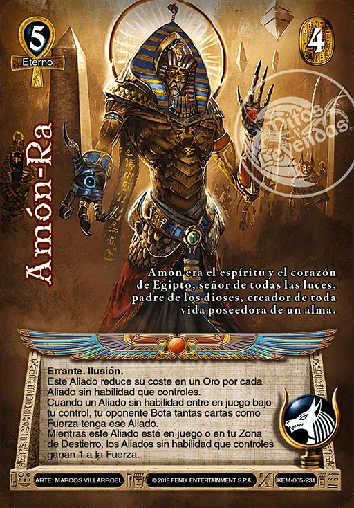 5
Eterno
4
Mitos
Leyendas
Amón-Ra
Amón era el espíritu y el corazón
de Egipto, señor de todas las luces,
padre de los dioses, creador de toda
vida poseedora de un alma.
Errante. Ilusión.
Este Aliado reduce su coste en un Oro por cada
Aliado sin habilidad que controles.
Cuando un Aliado sin habilidad entre en juego bajo
tu control, tu oponente Bota tantas cartas como
Fuerza tenga ese Aliado.
Mientras este Aliado esté en juego o en tu Zona
de Destierro, los Aliados sin habilidad que controles
ganan 1 a la Fuerza.
ARTE: MARCOS VILLARROEL
FENIX ENTERTAINMENT S.P.A.